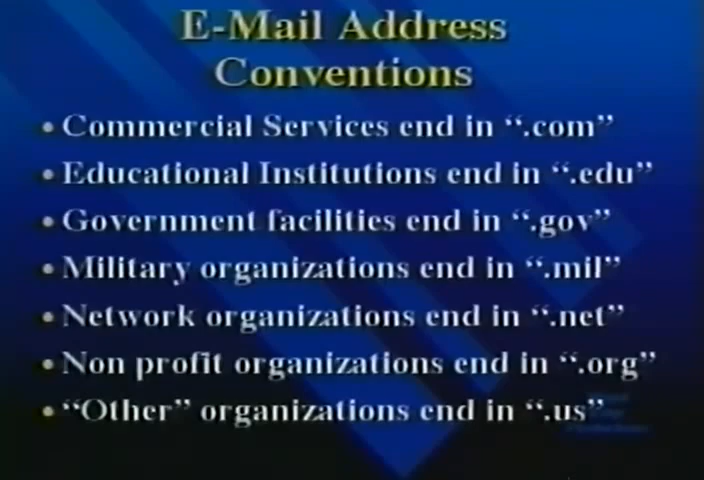 E-Mail Address
Conventions
• Commercial Services end in “.com”
• Educational Institutions end in “.edu”
• Government facilities end in “.gov”
• Military organizations end in “.mil”
• Network organizations end in “.net”
• Non profit organizations end in “.org”
• “Other” organizations end in “.us”